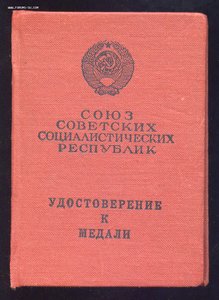 СОЮЗ
СОВЕТСКИХ
СОЦИАЛИСТИЧЕСКИХ
РЕСПУБЛИК
УДОСТОВЕРЕНИЕ
К
МЕДАЛИ